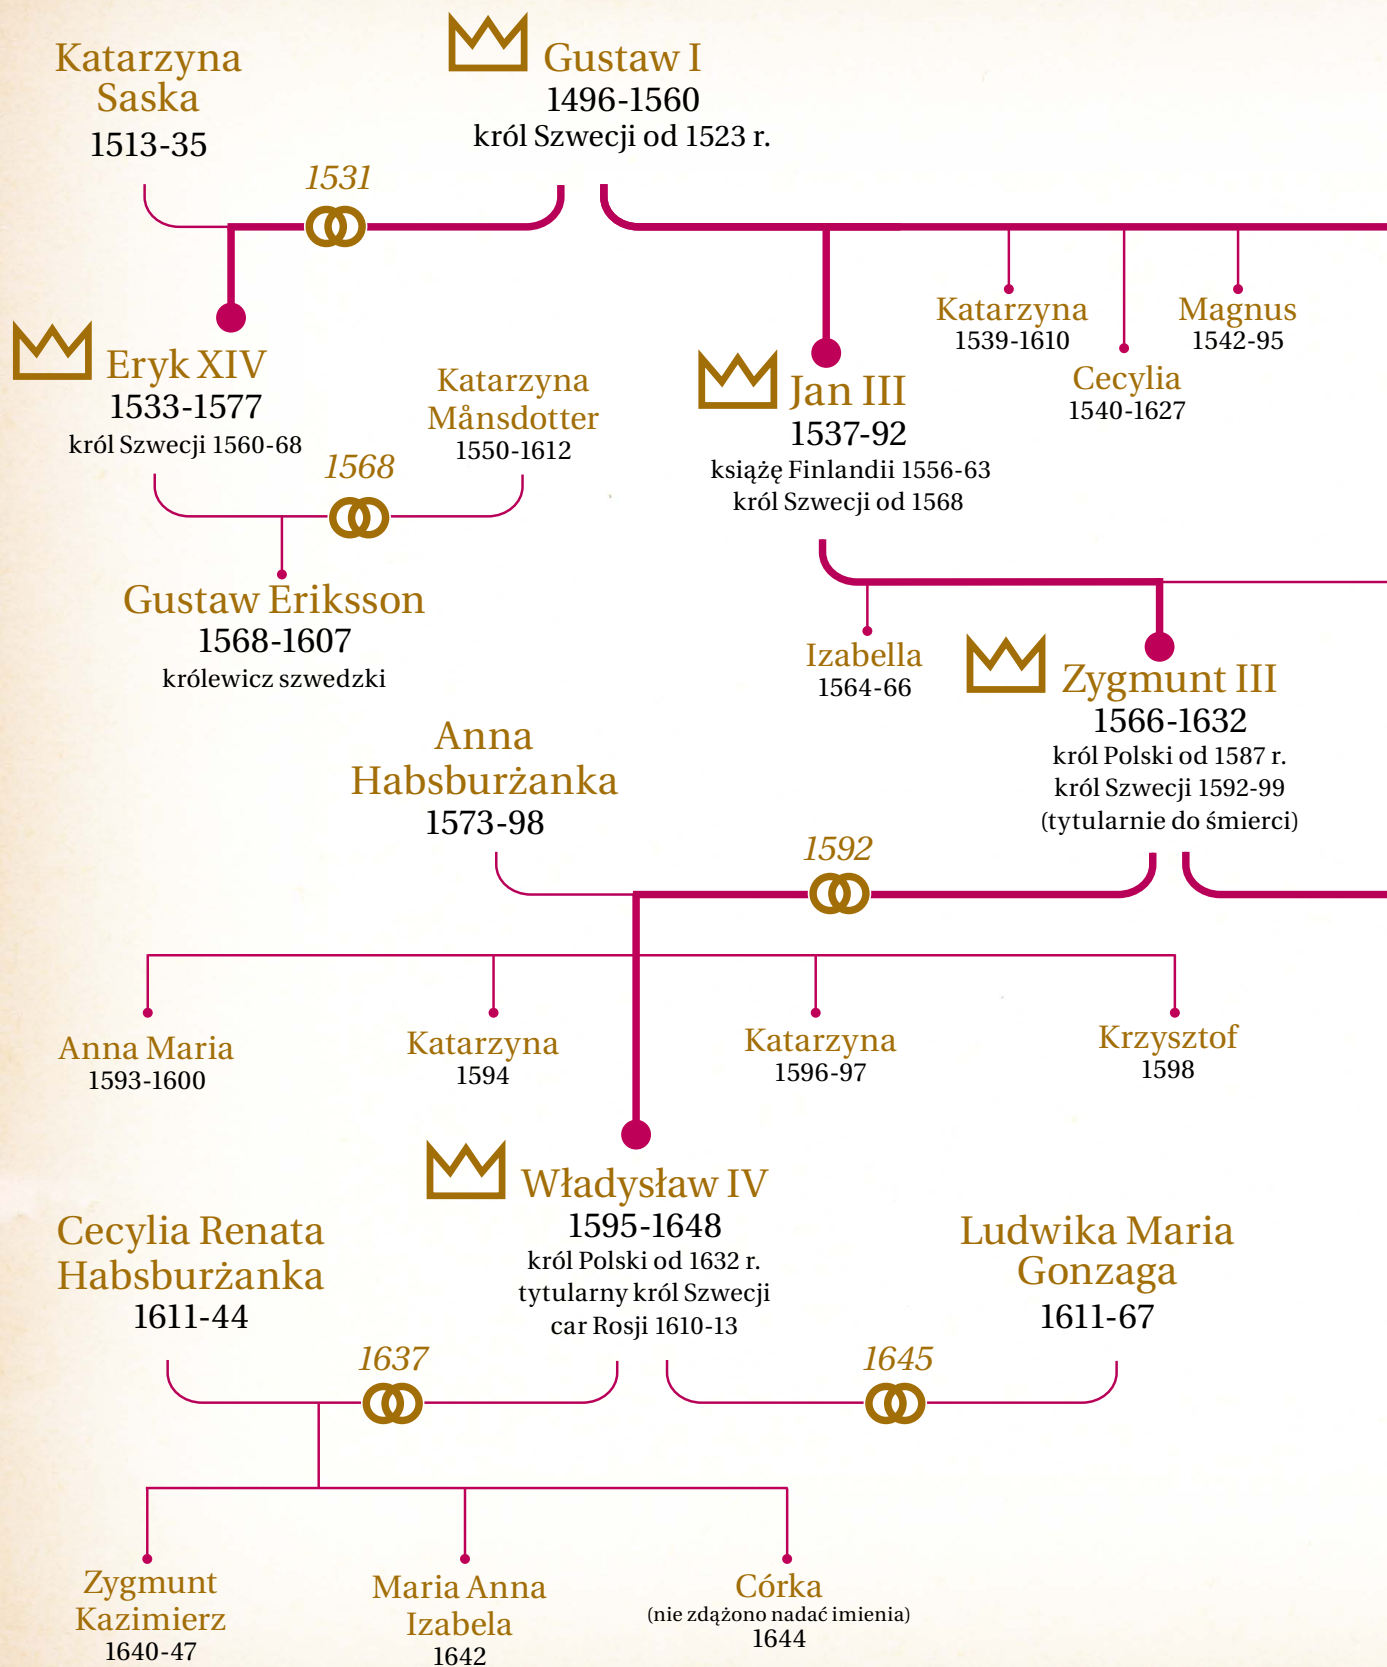 Katarzyna
Saska
1513-35
Gustaw I
1496-1560
król Szwecji od 1523 r.
1531
Eryk XIV
1533-1577
król Szwecji 1560-68
Katarzyna
Månsdotter
1550-1612
1568
Jan III
1537-92
książę Finlandii 1556-63
król Szwecji od 1568
Katarzyna
1539-1610
Cecylia
1540-1627
Magnus
1542-95
Gustaw Eriksson
1568-1607
królewicz szwedzki
Izabella
1564-66
Zygmunt III
1566-1632
król Polski od 1587 r.
król Szwecji 1592-99
(tytularnie do śmierci)
Anna
Habsburżanka
1573-98
1592
Anna Maria
1593-1600
Katarzyna
1594
Katarzyna
1596-97
Krzysztof
1598
Władysław IV
1595-1648
król Polski od 1632 r.
tytularny król Szwecji
car Rosji 1610-13
Cecylia Renata
Habsburżanka
1611-44
Ludwika Maria
Gonzaga
1611-67
1637
1645
Zygmunt
Kazimierz
1640-47
Maria Anna
Izabela
1642
Córka
(nie zdążono nadać imienia)
1644